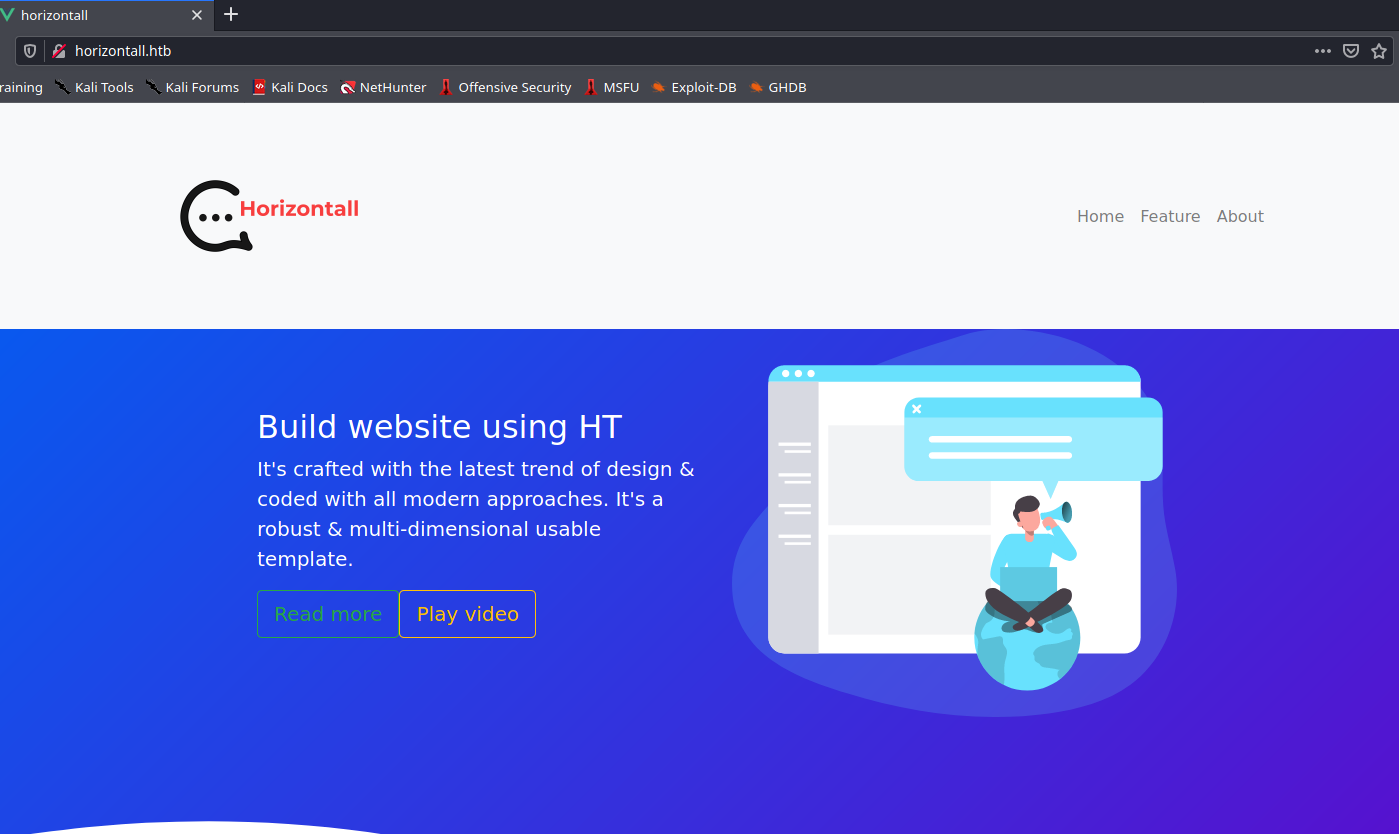 horizontall
horizontall.htb
raining Kali Tools Kali Forums Kali Docs NetHunter Offensive Security MSFU Exploit-DB GHDB
Horizontall
Home Feature About
Build website using HT
It's crafted with the latest trend of design &
coded with all modern approaches. It's a
robust & multi-dimensional usable
template.
Read more Play video